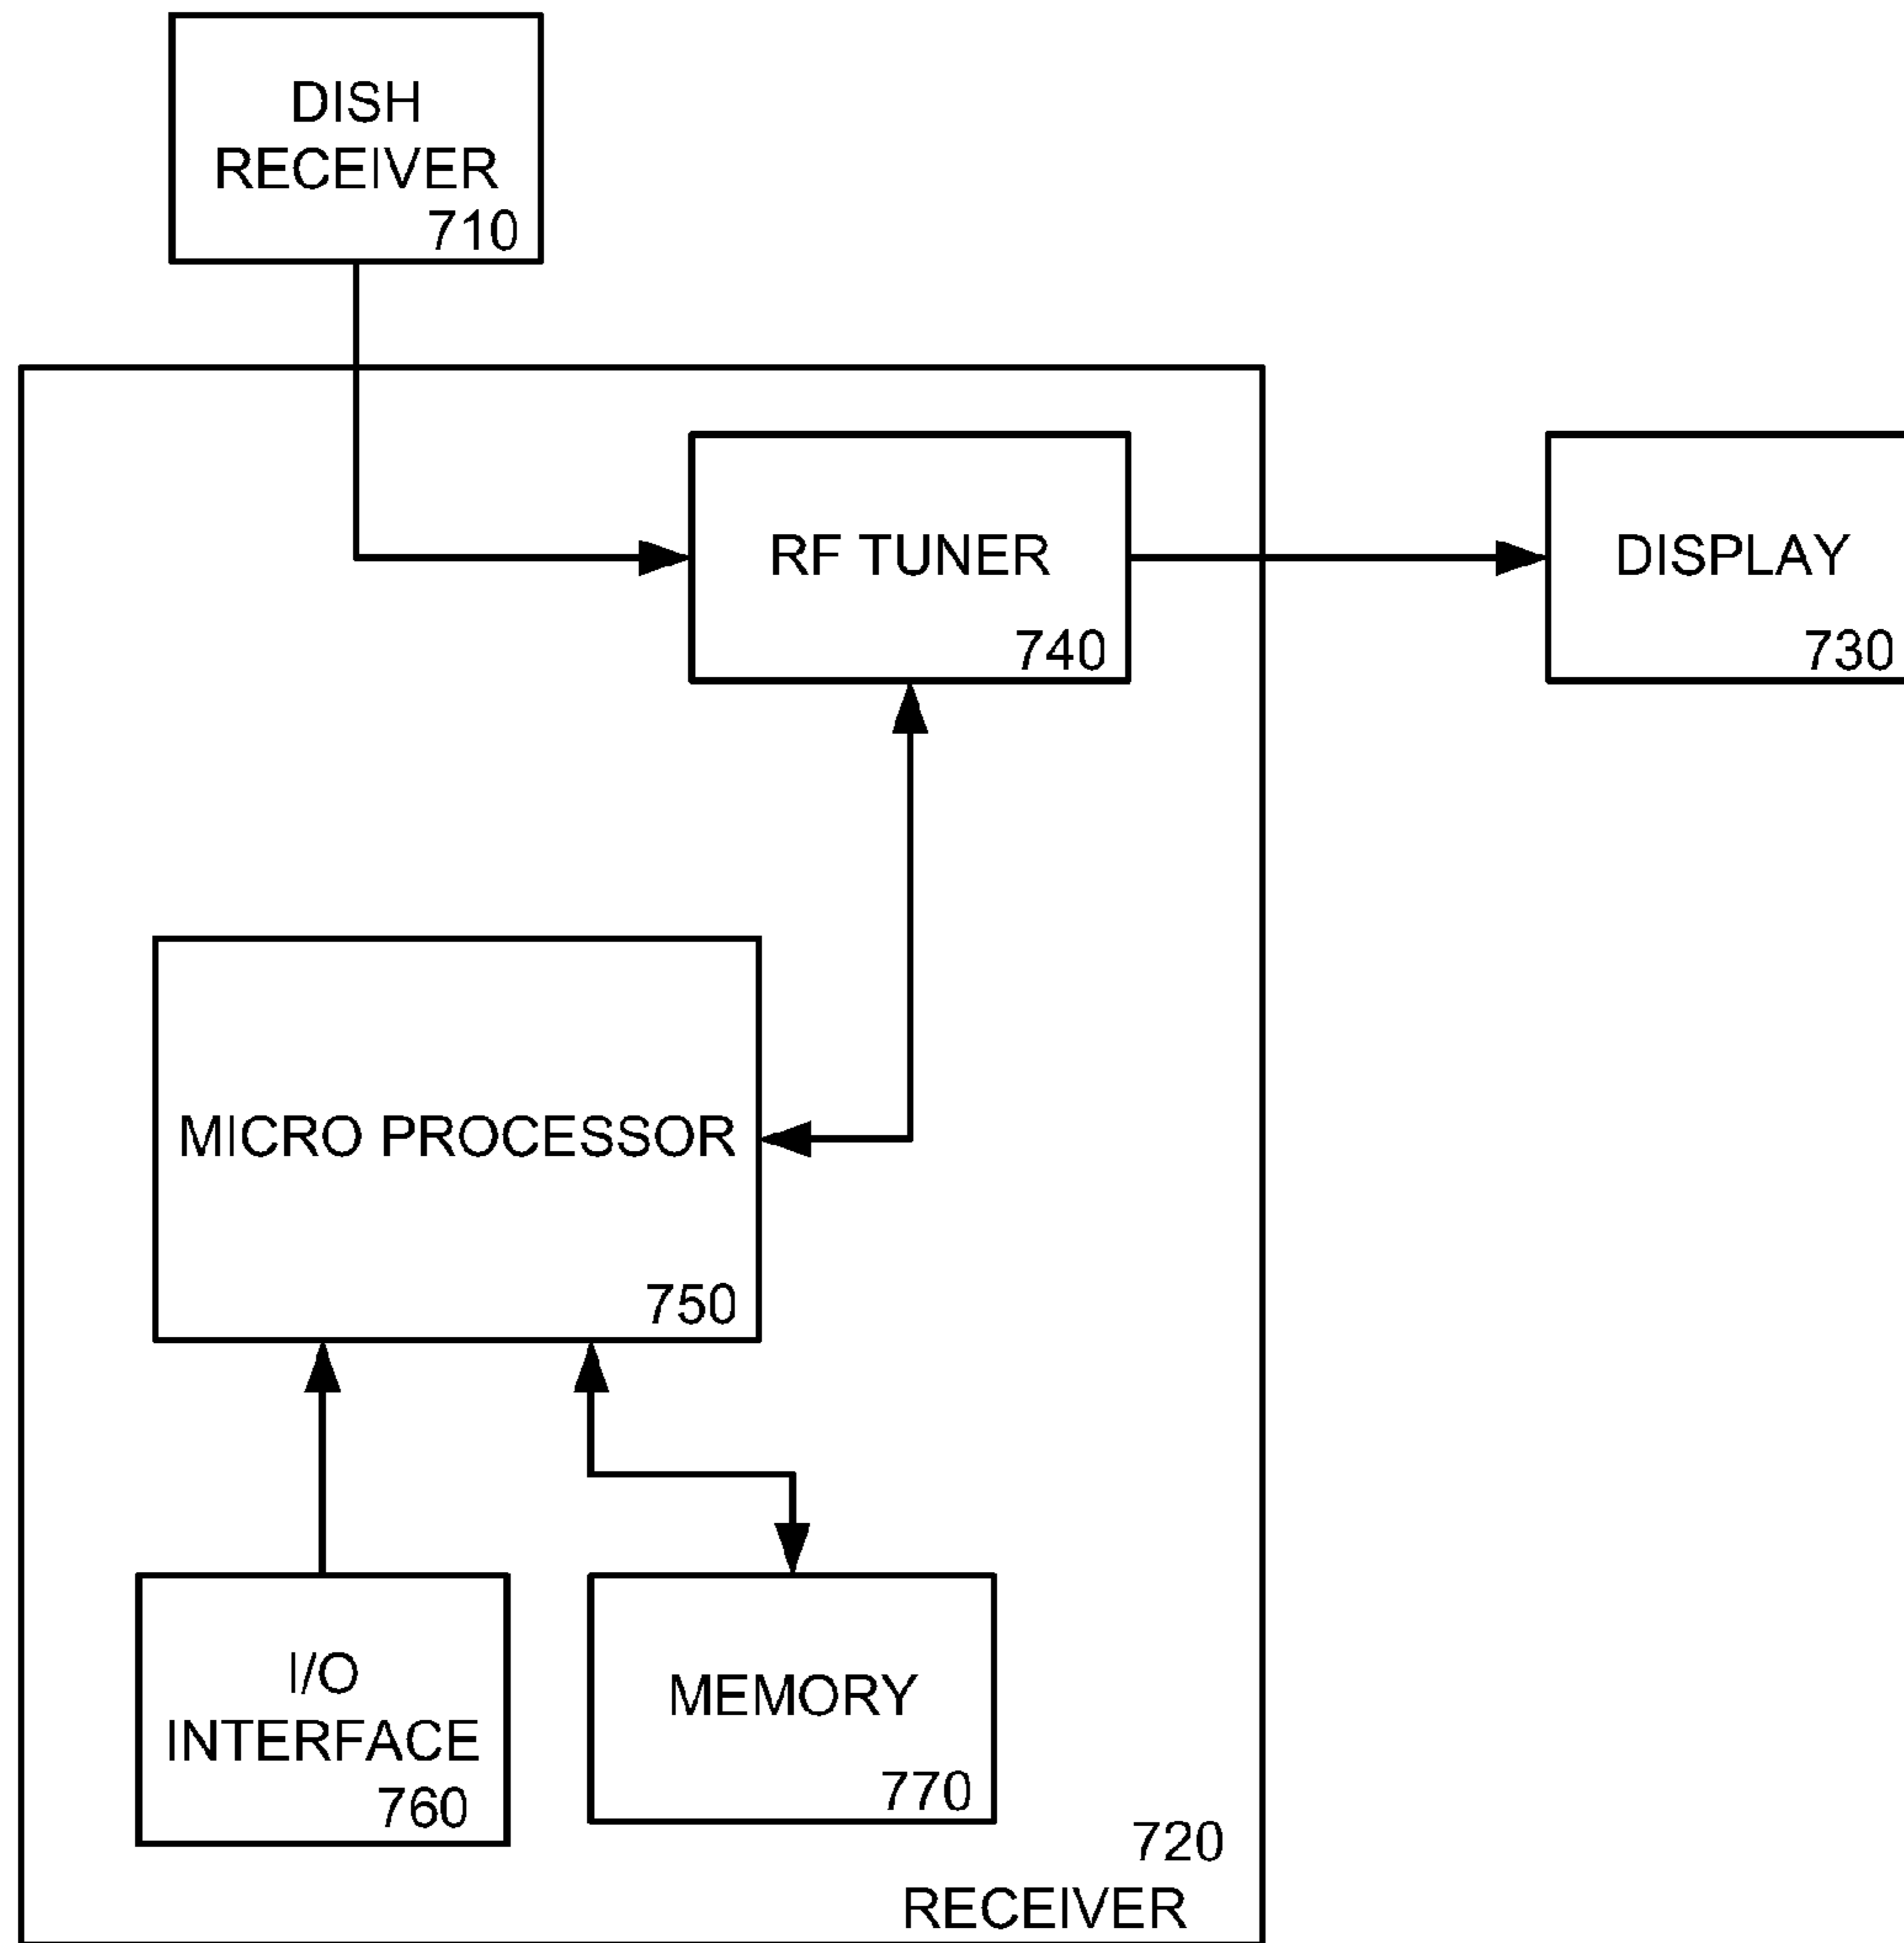 DISH
RECEIVER
710
RF TUNER
740
DISPLAY
730
MICRO PROCESSOR
750
I/O
INTERFACE
760
MEMORY
770
720
RECEIVER